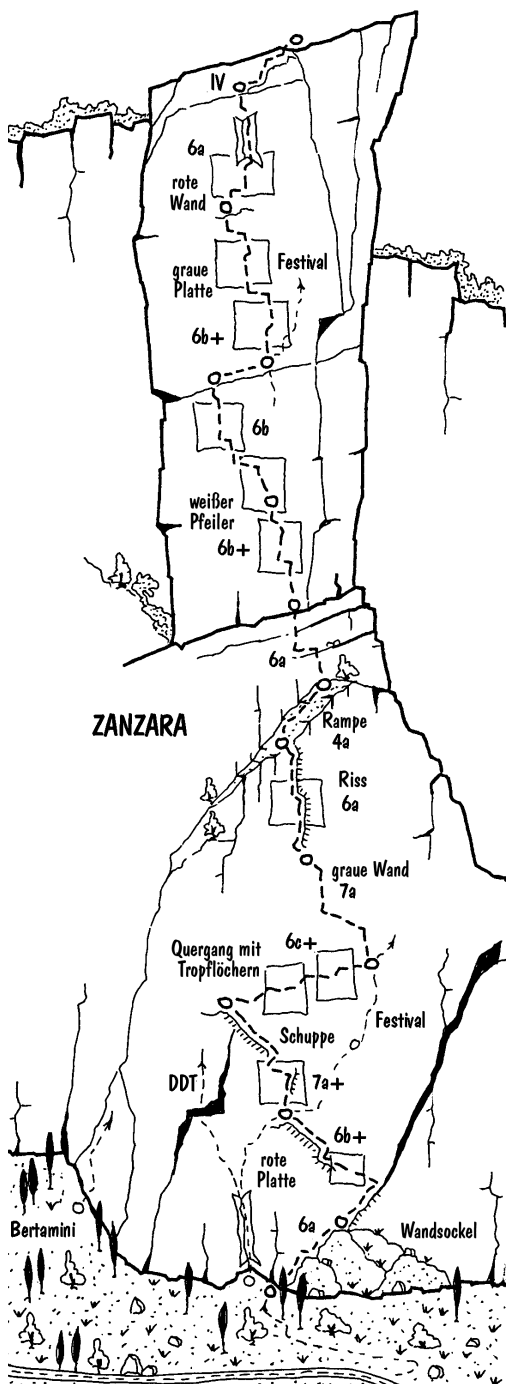 IV
6a
rote
Wand
Festival
graue
Platte
6b+
6b
weißer
Pfeiler
6b+
6a
ZANZARA
Rampe
4a
Riss
6a
graue Wand
7a
6c+
Quergang mit
Tropflöchern
Festival
Schuppe
DDT
7a+
6b+
rote
Platte
6a
Wandsockel
Bertamini